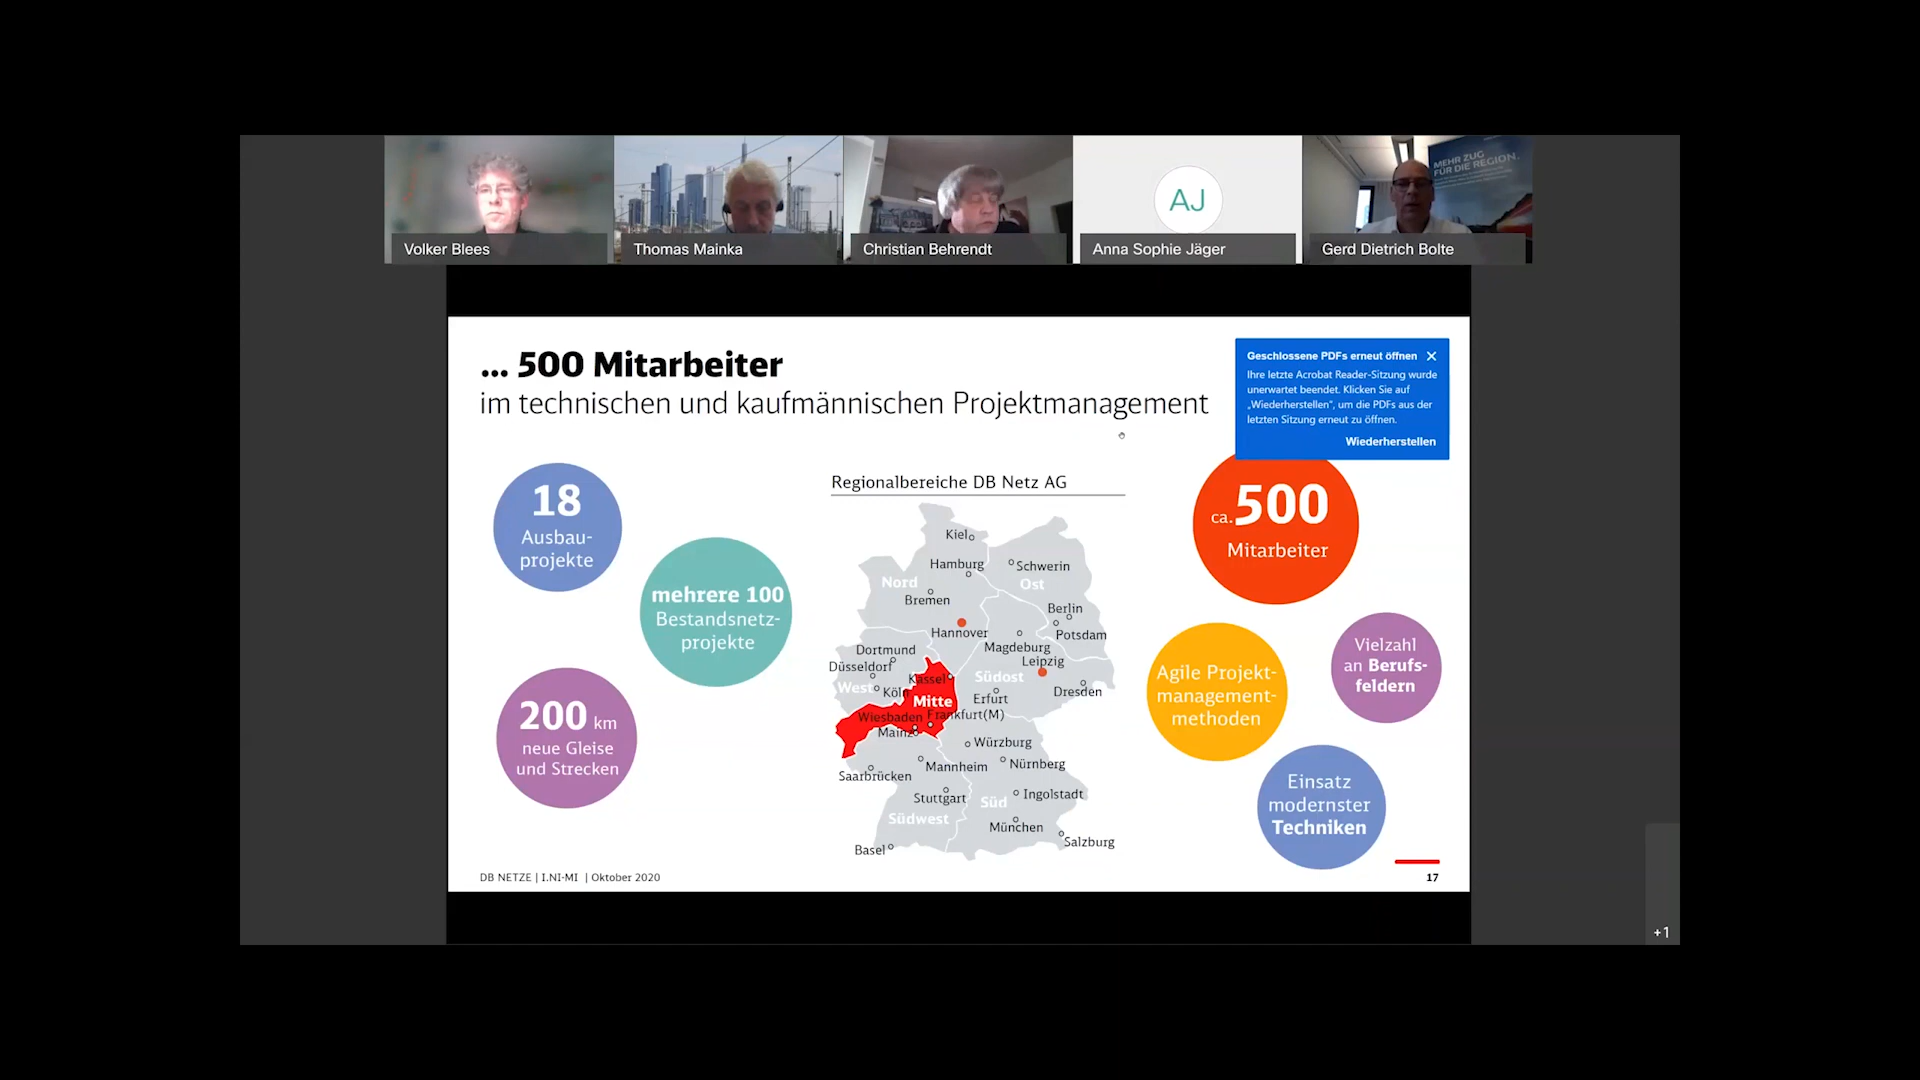 MEHR ZUG
FÜR DIE REGION.
AJ
Volker Blees
Thomas Mainka
Christian Behrendt
Anna Sophie Jäger
Gerd Dietrich Bolte
... 500 Mitarbeiter
im technischen und kaufmännischen Projektmanagement
Geschlossene PDFs erneut öffnen
Ihre letzte Acrobat Reader-Sitzung wurde
unerwartet beendet. Klicken Sie auf
„Wiederherstellen“, um die PDFs aus der
letzten Sitzung erneut zu öffnen.
Wiederherstellen
18
Ausbau-
projekte
mehrere 100
Bestandsnetz-
projekte
200 km
neue Gleise
und Strecken
Regionalbereiche DB Netz AG
Kiel
Hamburg
Schwerin
Nord
Ost
Bremen
Berlin
Hannover
Potsdam
Magdeburg
Dortmund
Leipzig
Düsseldorf
Kassel
Südost
West
Köln
Dresden
Mitte
Erfurt
Wiesbaden
Frankfurt(M)
Mainz
Würzburg
Mannheim
Nürnberg
Saarbrücken
Stuttgart
Süd
Ingolstadt
Südwest
München
Salzburg
Basel
ca. 500
Mitarbeiter
Agile Projekt-
management-
methoden
Vielzahl
an Berufs-
feldern
Einsatz
modernster
Techniken
DB NETZE | I.NI-MI | Oktober 2020
17
+1